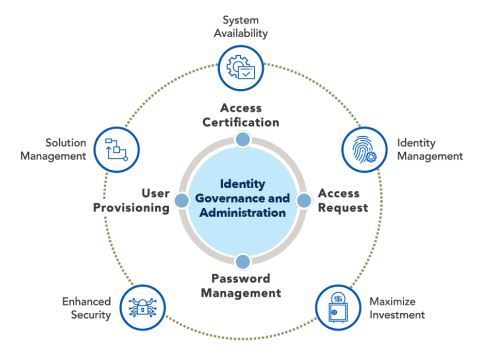 System
Availability
Access
Certification
Solution
Management
Identity
Management
User
Provisioning
Identity
Governance and
Administration
Access
Request
Password
Management
Enhanced
Security
Maximize
Investment